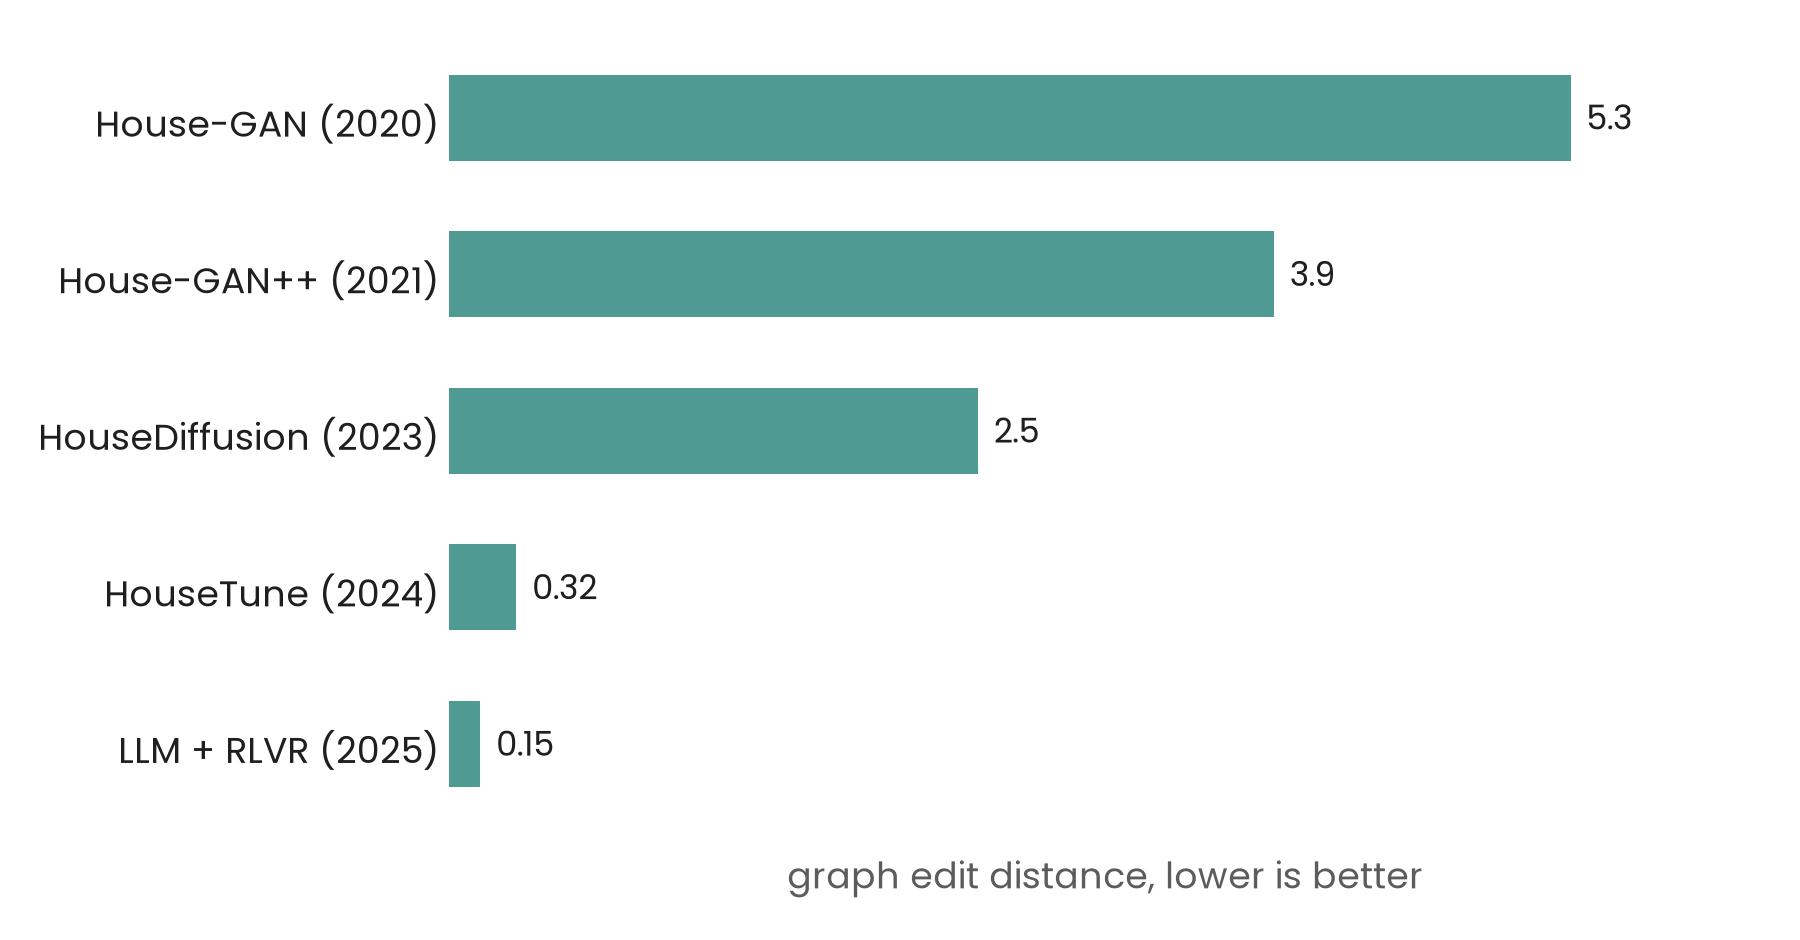 House-GAN (2020) 5.3
House-GAN++ (2021) 3.9
HouseDiffusion (2023) 2.5
HouseTune (2024) 0.32
LLM + RLVR (2025) 0.15
graph edit distance, lower is better